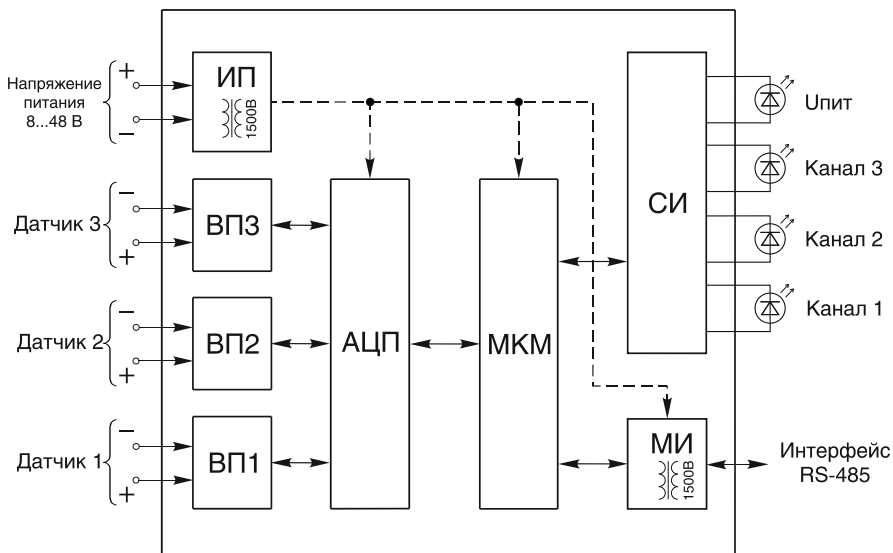 Напряжение
питания
8...48 В
+
−
ИП
1500В
Датчик 3
−
+
ВП3
Датчик 2
−
+
ВП2
Датчик 1
−
+
ВП1
АЦП
МКМ
СИ
Uпит
Канал 3
Канал 2
Канал 1
МИ
1500В
Интерфейс
RS-485